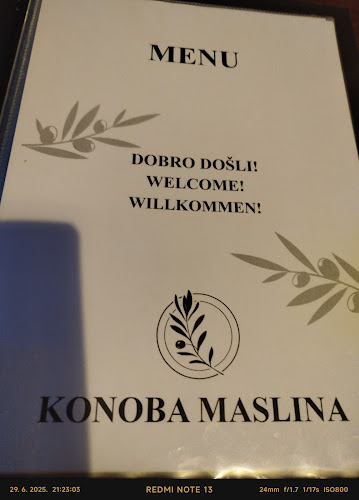 MENU
DOBRO DOŠLI!
WELCOME!
WILLKOMMEN!
KONOBA MASLINA
29. 6. 2025. 21:23:03 REDMI NOTE 13 24mm f/1.7 1/17s ISO800